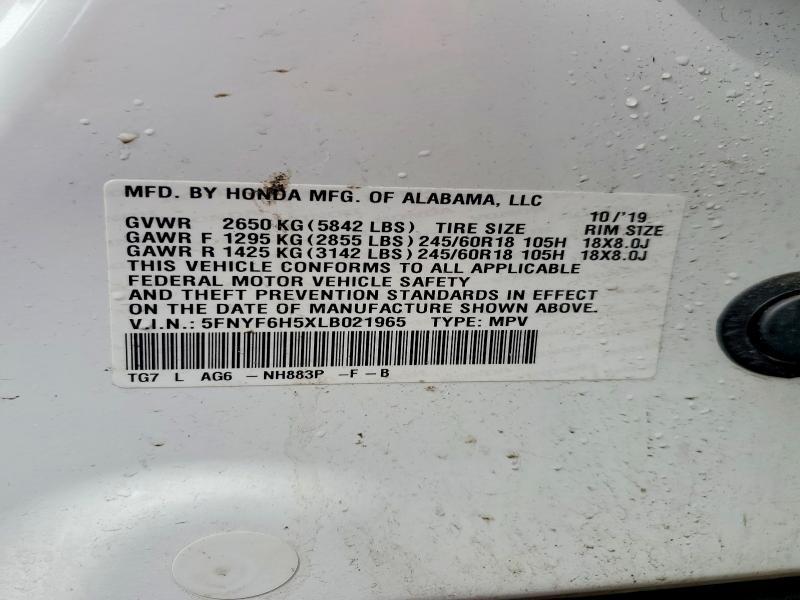 MFD. BY HONDA MFG. OF ALABAMA, LLC
10/'19
GVWR 2650 KG(5842 LBS) TIRE SIZE RIM SIZE
GAWR F 1295 KG(2855 LBS)245/60R18 105H 18X8.0J
GAWR R 1425 KG(3142 LBS)245/60R18 105H 18X8.0J
THIS VEHICLE CONFORMS TO ALL APPLICABLE
FEDERAL MOTOR VEHICLE SAFETY
AND THEFT PREVENTION STANDARDS IN EFFECT
ON THE DATE OF MANUFACTURE SHOWN ABOVE.
V.I.N.: 5FNYF6H5XLB021965 TYPE: MPV
TG7 L AG6 -NH883P -F-B